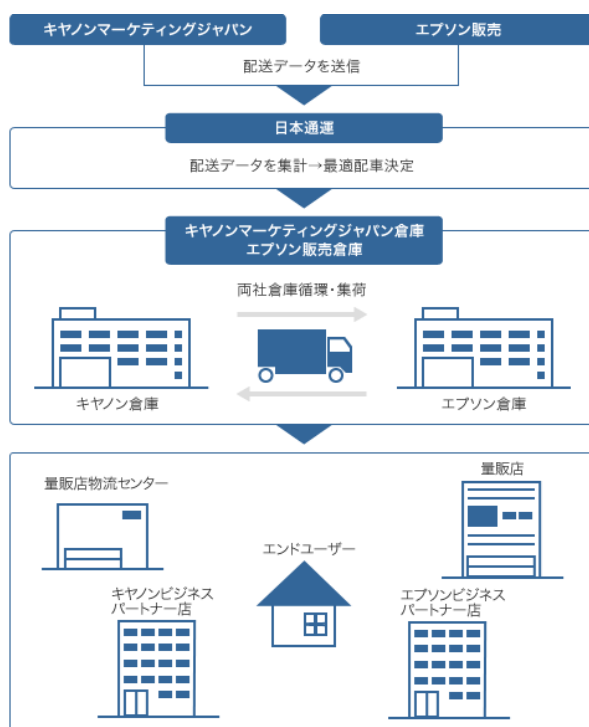 キヤノンマーケティングジャパン
エプソン販売
配送データを送信
日本通運
配送データを集計→最適配車決定
キヤノンマーケティングジャパン倉庫
エプソン販売倉庫
両社倉庫循環・集荷
キヤノン倉庫
エプソン倉庫
量販店物流センター
量販店
エンドユーザー
キヤノンビジネス
パートナー店
エプソンビジネス
パートナー店